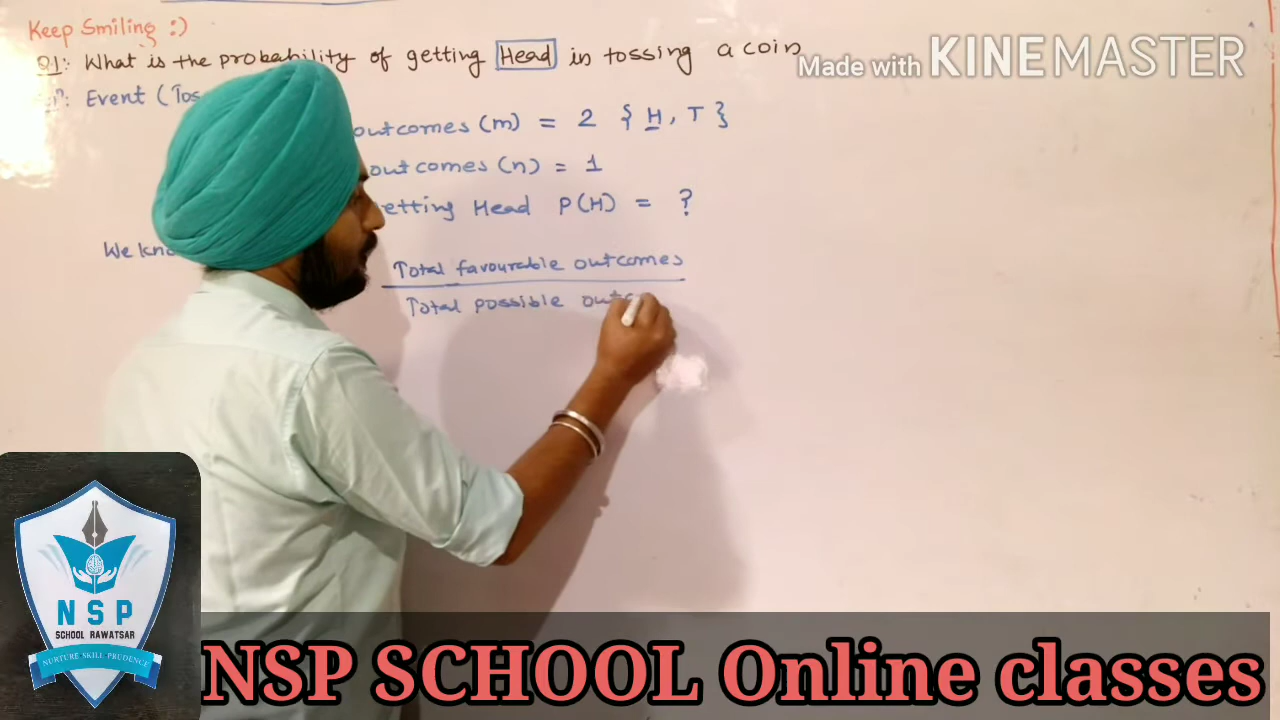 Keep Smiling :)
Q1: What is the probability of getting Head in tossing a coin
Made with KINEMASTER
Event (Tos
outcomes (m) = 2 { H, T }
outcomes (n) = 1
etting Head P(H) = ?
We kno
Total favourable outcomes
Total possible outc
NSP
SCHOOL RAWATSAR
NURTURE SKILL PRUDENCE
NSP SCHOOL Online classes